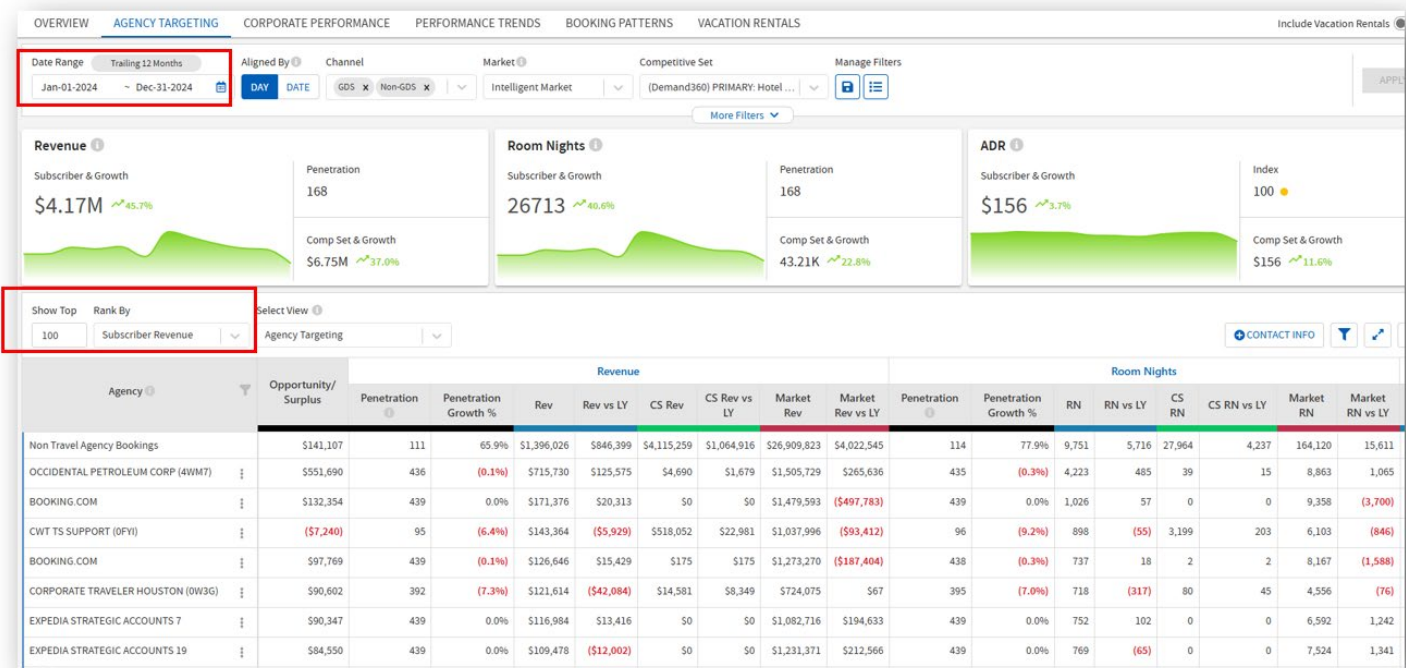 OVERVIEW AGENCY TARGETING CORPORATE PERFORMANCE PERFORMANCE TRENDS BOOKING PATTERNS VACATION RENTALS Include Vacation Rentals
Date Range Trailing 12 Months Aligned By Channel Market Competitive Set Manage Filters
Jan-01-2024 ~ Dec-31-2024 DAY DATE GDS x Non-GDS x Intelligent Market (Demand360) PRIMARY: Hotel ... APPLY
More Filters
Revenue Room Nights ADR
Subscriber & Growth Penetration Subscriber & Growth Penetration Subscriber & Growth Index
$4.17M 45.7% 168 26713 40.6% 168 $156 3.7% 100
Comp Set & Growth Comp Set & Growth Comp Set & Growth
$6.75M 37.0% 43.21K 22.8% $156 11.6%
Show Top Rank By Select View
100 Subscriber Revenue Agency Targeting CONTACT INFO
Revenue Room Nights
Agency Opportunity/ Surplus Penetration Penetration Growth % Rev Rev vs LY CS Rev CS Rev vs LY Market Rev Market Rev vs LY Penetration Penetration Growth % RN RN vs LY CS RN CS RN vs LY Market RN Market RN vs LY
Non Travel Agency Bookings $141,107 111 65.9% $1,396,026 $846,399 $4,115,259 $1,064,916 $26,909,823 $4,022,545 114 77.9% 9,751 5,716 27,964 4,237 164,120 15,611
OCCIDENTAL PETROLEUM CORP (4WM7) $551,690 436 (0.1%) $715,730 $125,575 $4,690 $1,679 $1,505,729 $265,636 435 (0.3%) 4,223 485 39 15 8,863 1,065
BOOKING.COM $132,354 439 0.0% $171,376 $20,313 $0 $0 $1,479,593 ($497,783) 439 0.0% 1,026 57 0 0 9,358 (3,700)
CWT TS SUPPORT (0FYI) ($7,240) 95 (6.4%) $143,364 ($5,929) $518,052 $22,981 $1,037,996 ($93,412) 96 (9.2%) 898 (55) 3,199 203 6,103 (846)
BOOKING.COM $97,769 439 (0.1%) $126,646 $15,429 $175 $175 $1,273,270 ($187,404) 438 (0.3%) 737 18 2 2 8,167 (1,588)
CORPORATE TRAVELER HOUSTON (0W3G) $90,602 392 (7.3%) $121,614 ($42,084) $14,581 $8,349 $724,075 $67 395 (7.0%) 718 (317) 80 45 4,556 (76)
EXPEDIA STRATEGIC ACCOUNTS 7 $90,347 439 0.0% $116,984 $13,416 $0 $0 $1,082,716 $194,633 439 0.0% 752 102 0 0 6,592 1,242
EXPEDIA STRATEGIC ACCOUNTS 19 $84,550 439 0.0% $109,478 ($12,002) $0 $0 $1,231,371 $212,566 439 0.0% 769 (65) 0 0 7,524 1,341